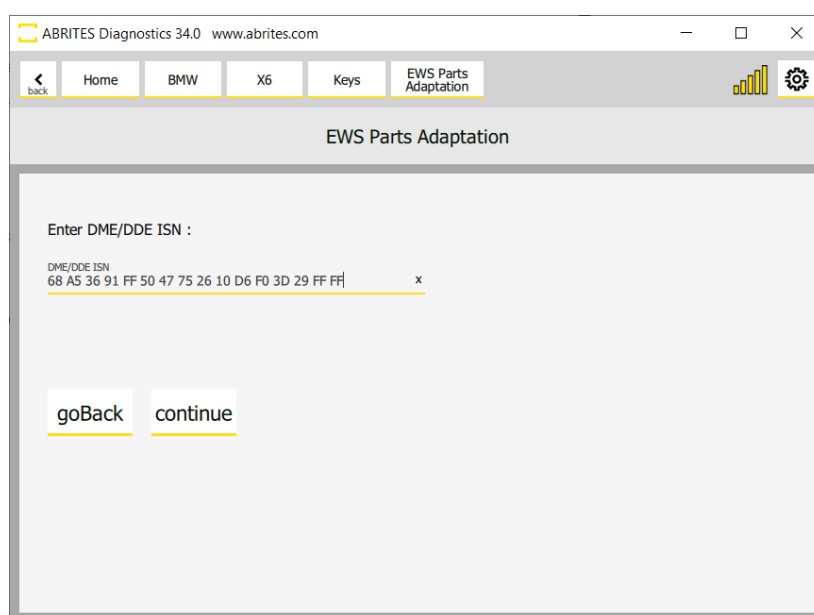 ABRITES Diagnostics 34.0 www.abrites.com
back
Home
BMW
X6
Keys
EWS Parts
Adaptation
EWS Parts Adaptation
Enter DME/DDE ISN :
DME/DDE ISN
68 A5 36 91 FF 50 47 75 26 10 D6 F0 3D 29 FF FF
x
goBack
continue